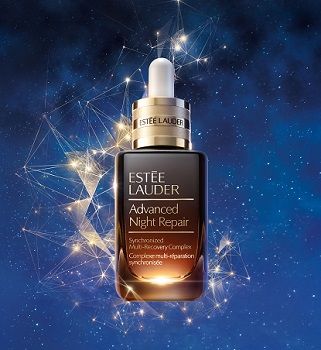 ESTĒE LAUDER
ESTĒE
LAUDER
Advanced
Night Repair
Synchronized
Multi-Recovery Complex
Complexe multi-réparation
synchronisée